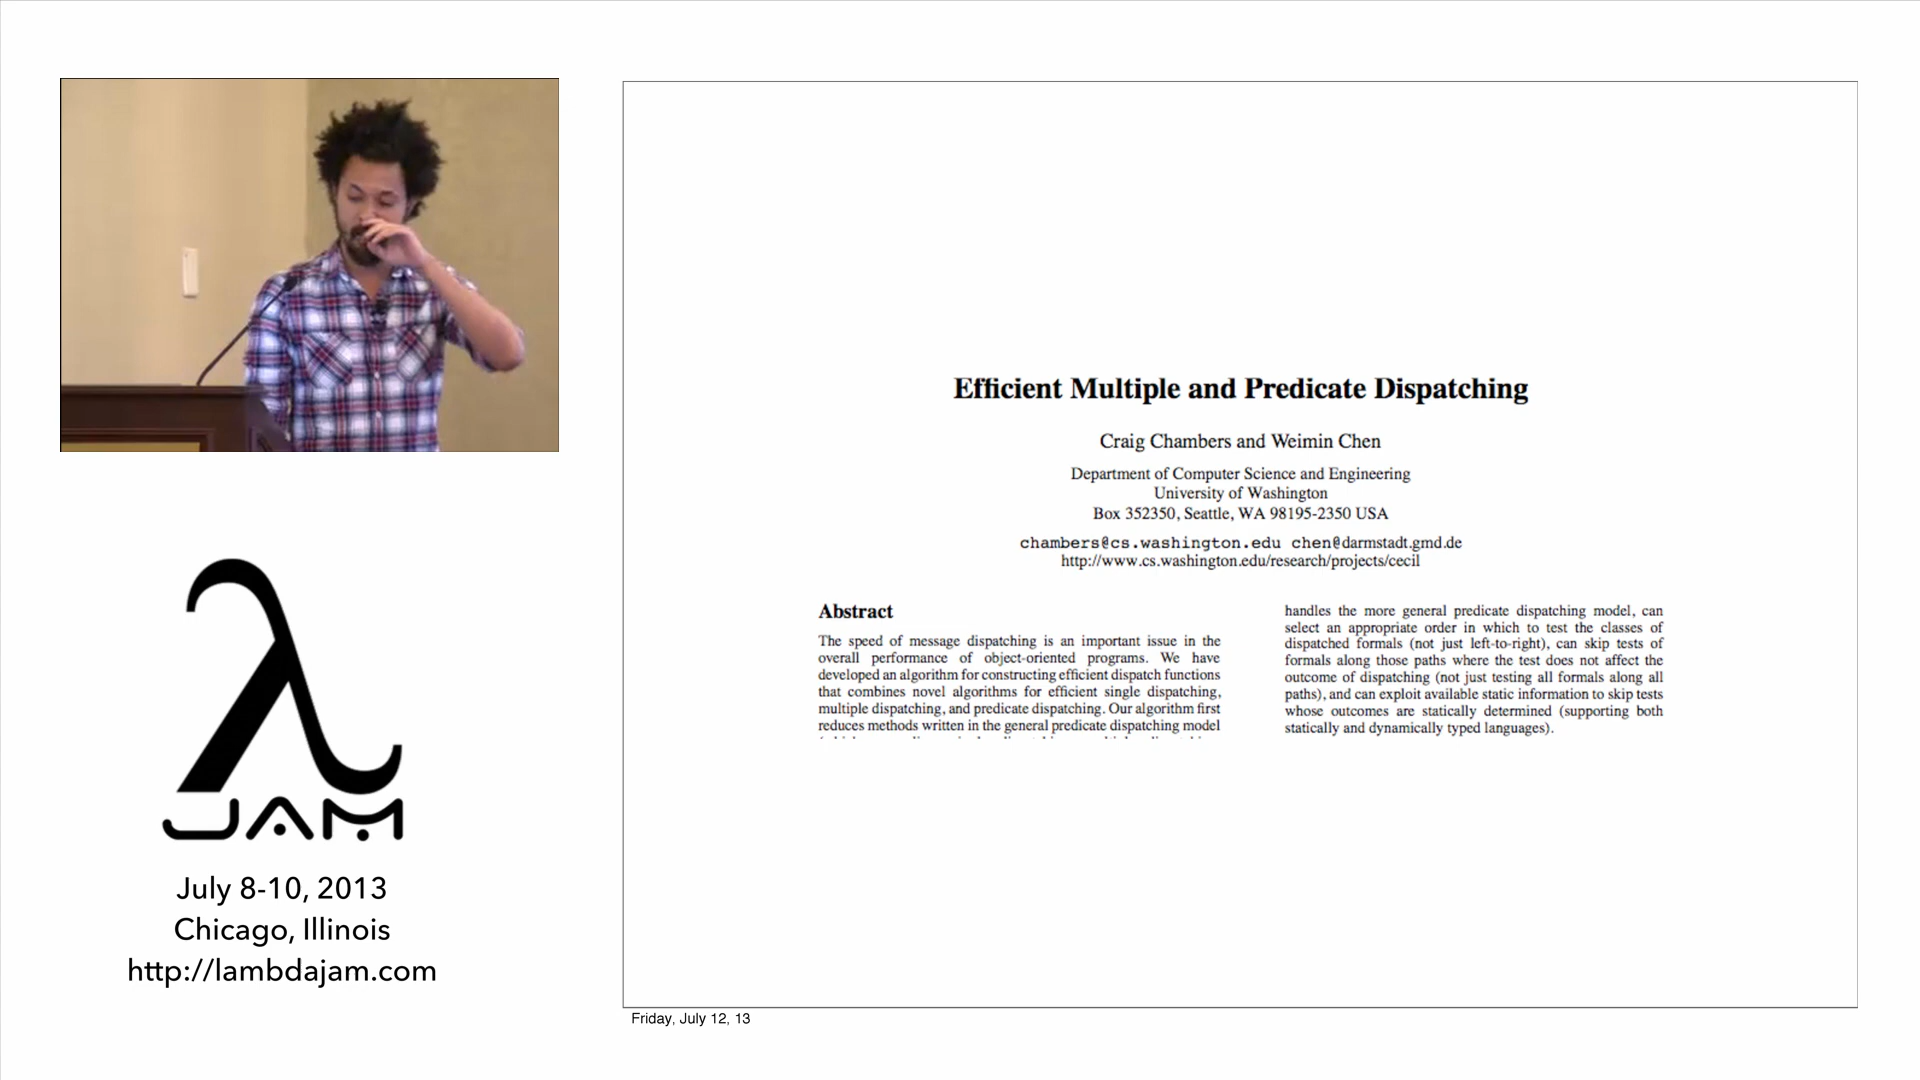 Efficient Multiple and Predicate Dispatching
Craig Chambers and Weimin Chen
Department of Computer Science and Engineering
University of Washington
Box 352350, Seattle, WA 98195-2350 USA
chambers@cs.washington.edu chen@darmstadt.gmd.de
http://www.cs.washington.edu/research/projects/cecil
Abstract
The speed of message dispatching is an important issue in the
overall performance of object-oriented programs. We have
developed an algorithm for constructing efficient dispatch functions
that combines novel algorithms for efficient single dispatching,
multiple dispatching, and predicate dispatching. Our algorithm first
reduces methods written in the general predicate dispatching model
handles the more general predicate dispatching model, can
select an appropriate order in which to test the classes of
dispatched formals (not just left-to-right), can skip tests of
formals along those paths where the test does not affect the
outcome of dispatching (not just testing all formals along all
paths), and can exploit available static information to skip tests
whose outcomes are statically determined (supporting both
statically and dynamically typed languages).
λ
JAM
July 8-10, 2013
Chicago, Illinois
http://lambdajam.com
Friday, July 12, 13